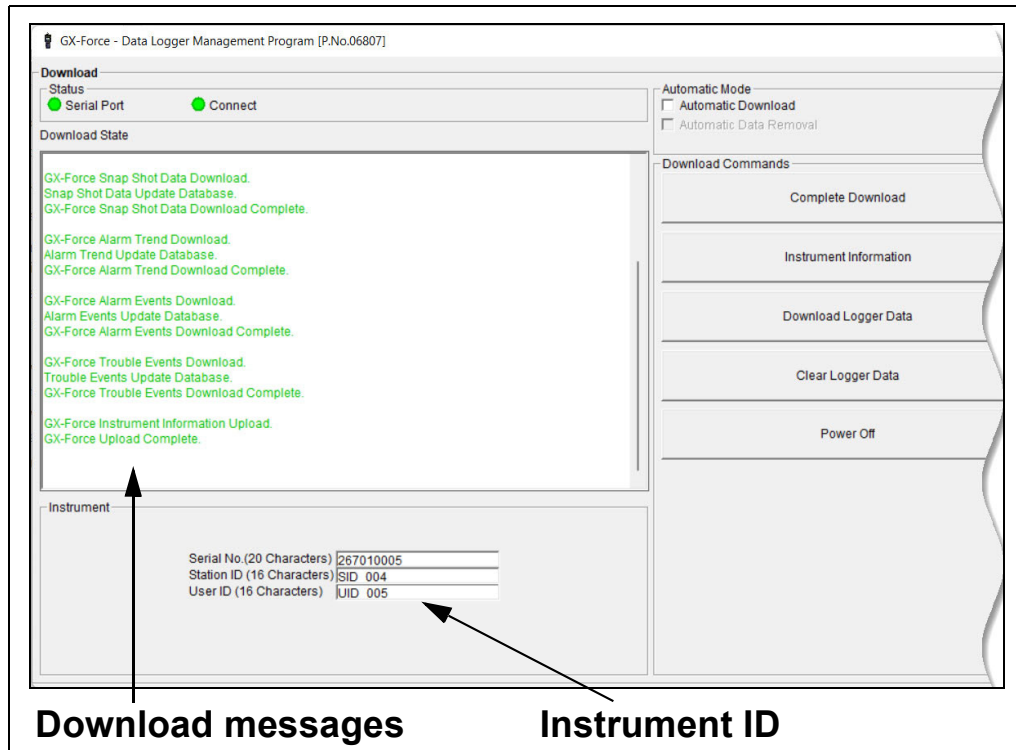 GX-Force - Data Logger Management Program [P.No.06807]
Download
Status
Serial Port
Connect
Download State
GX-Force Snap Shot Data Download.
Snap Shot Data Update Database.
GX-Force Snap Shot Data Download Complete.
GX-Force Alarm Trend Download.
Alarm Trend Update Database.
GX-Force Alarm Trend Download Complete.
GX-Force Alarm Events Download.
Alarm Events Update Database.
GX-Force Alarm Events Download Complete.
GX-Force Trouble Events Download.
Trouble Events Update Database.
GX-Force Trouble Events Download Complete.
GX-Force Instrument Information Upload.
GX-Force Upload Complete.
Automatic Mode
Automatic Download
Automatic Data Removal
Download Commands
Complete Download
Instrument Information
Download Logger Data
Clear Logger Data
Power Off
Instrument
Serial No.(20 Characters) 267010005
Station ID (16 Characters) SID 004
User ID (16 Characters) UID 005
Download messages
Instrument ID